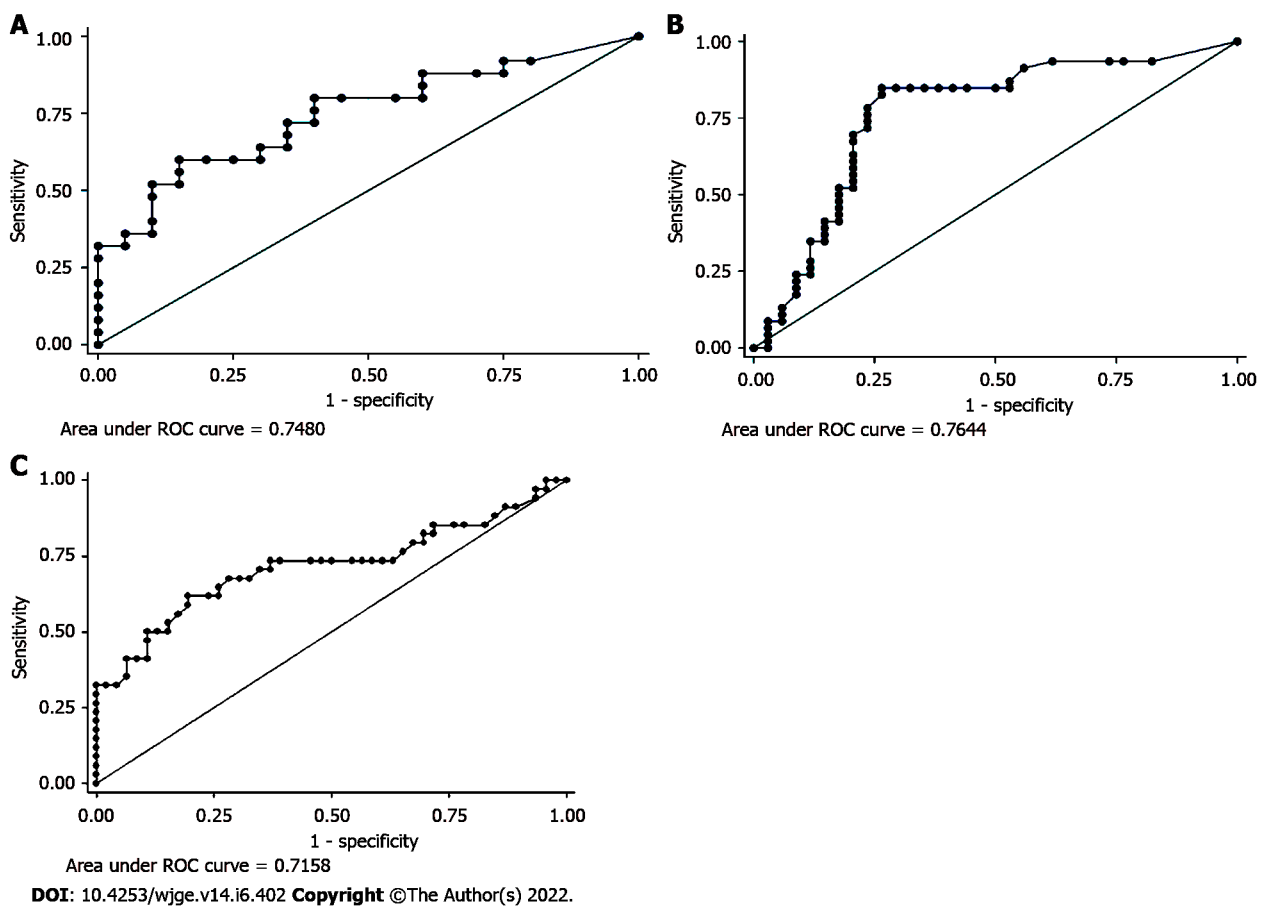 A
1.00
0.75
0.50
0.25
0.00
Sensitivity
0.00 0.25 0.50 0.75 1.00
1 - specificity
Area under ROC curve = 0.7480
B
1.00
0.75
0.50
0.25
0.00
Sensitivity
0.00 0.25 0.50 0.75 1.00
1 - specificity
Area under ROC curve = 0.7644
C
1.00
0.75
0.50
0.25
0.00
Sensitivity
0.00 0.25 0.50 0.75 1.00
1 - specificity
Area under ROC curve = 0.7158
DOI: 10.4253/wjge.v14.i6.402 Copyright ©The Author(s) 2022.